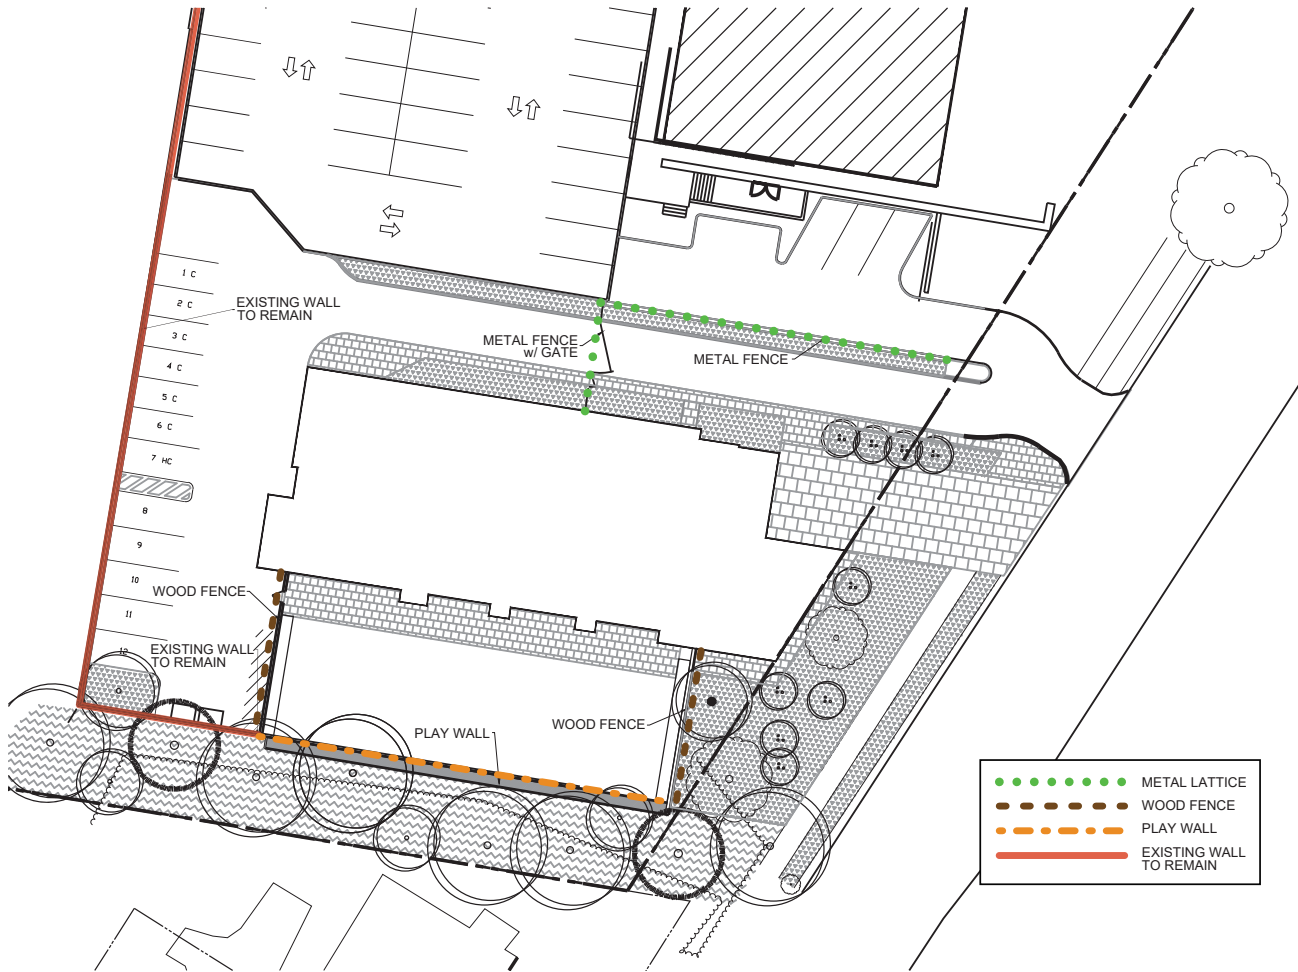 1 C
2 C
3 C
4 C
5 C
6 C
7 HC
8
9
10
11
12
EXISTING WALL
TO REMAIN
METAL FENCE
w/ GATE
METAL FENCE
WOOD FENCE
EXISTING WALL
TO REMAIN
PLAY WALL
WOOD FENCE
METAL LATTICE
WOOD FENCE
PLAY WALL
EXISTING WALL
TO REMAIN